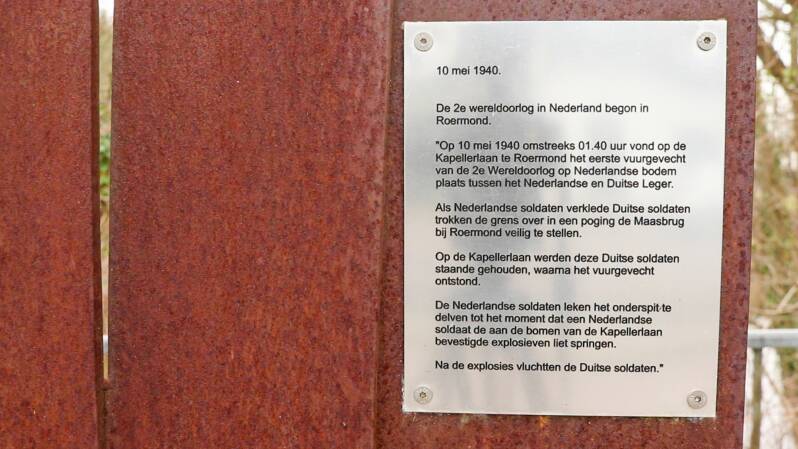 10 mei 1940.
De 2e wereldoorlog in Nederland begon in
Roermond.
"Op 10 mei 1940 omstreeks 01.40 uur vond op de
Kapellerlaan te Roermond het eerste vuurgevecht
van de 2e Wereldoorlog op Nederlandse bodem
plaats tussen het Nederlandse en Duitse Leger.
Als Nederlandse soldaten verklede Duitse soldaten
trokken de grens over in een poging de Maasbrug
bij Roermond veilig te stellen.
Op de Kapellerlaan werden deze Duitse soldaten
staande gehouden, waarna het vuurgevecht
ontstond.
De Nederlandse soldaten leken het onderspit te
delven tot het moment dat een Nederlandse
soldaat de aan de bomen van de Kapellerlaan
bevestigde explosieven liet springen.
Na de explosies vluchtten de Duitse soldaten."